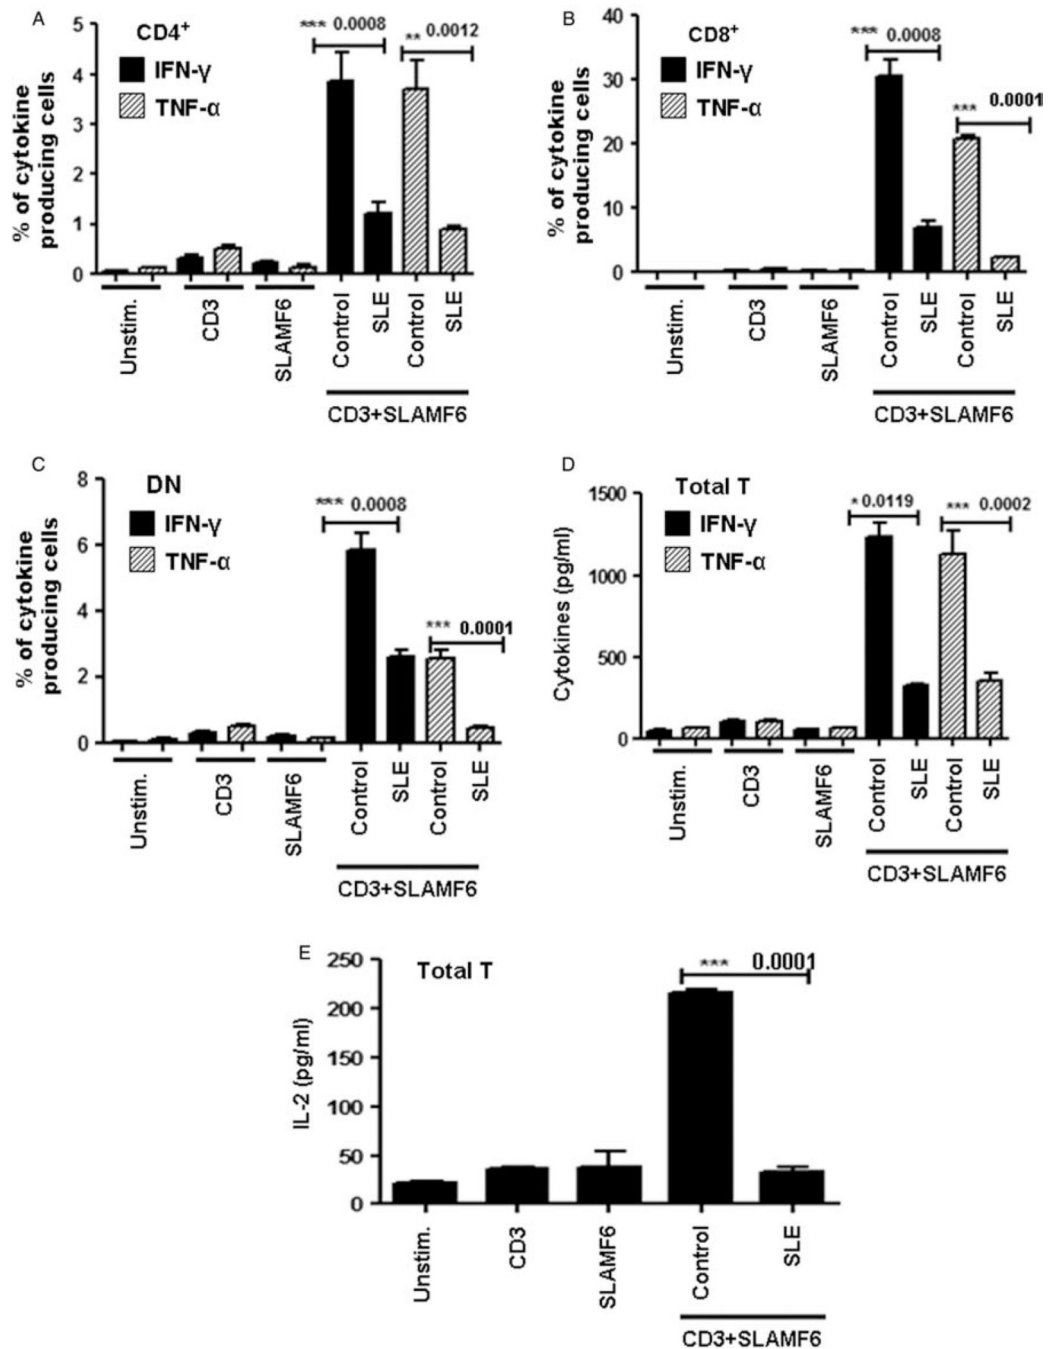 A
CD4⁺
IFN-γ
TNF-α
*** 0.0008
** 0.0012
% of cytokine
producing cells
5
4
3
2
1
0
Unstim.
CD3
SLAMF6
Control
SLE
Control
SLE
CD3+SLAMF6
B
CD8⁺
IFN-γ
TNF-α
*** 0.0008
*** 0.0001
% of cytokine
producing cells
40
30
20
10
0
Unstim.
CD3
SLAMF6
Control
SLE
Control
SLE
CD3+SLAMF6
C
DN
IFN-γ
TNF-α
*** 0.0008
*** 0.0001
% of cytokine
producing cells
8
6
4
2
0
Unstim.
CD3
SLAMF6
Control
SLE
Control
SLE
CD3+SLAMF6
D
Total T
IFN-γ
TNF-α
* 0.0119
*** 0.0002
Cytokines (pg/ml)
1500
1000
500
0
Unstim.
CD3
SLAMF6
Control
SLE
Control
SLE
CD3+SLAMF6
E
Total T
*** 0.0001
IL-2 (pg/ml)
250
200
150
100
50
0
Unstim.
CD3
SLAMF6
Control
SLE
CD3+SLAMF6